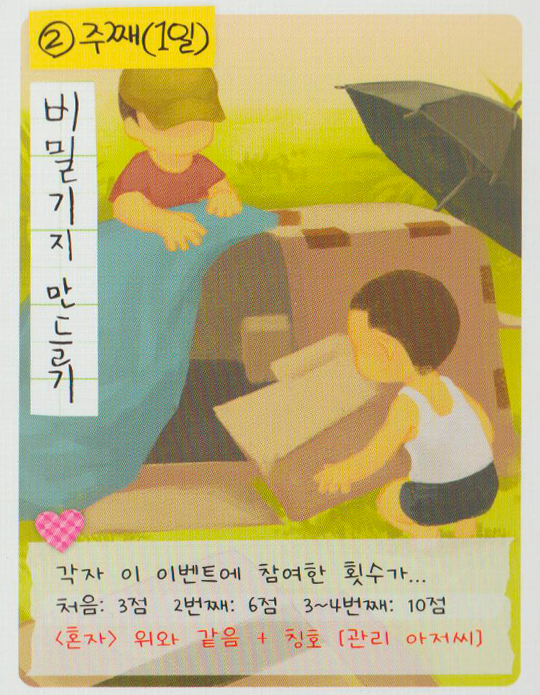 ② 주째(1일)
비밀기지 만들기
각자 이 이벤트에 참여한 횟수가...
처음: 3점 2번째: 6점 3~4번째: 10점
<혼자> 위와 같음 + 칭호 [관리 아저씨]